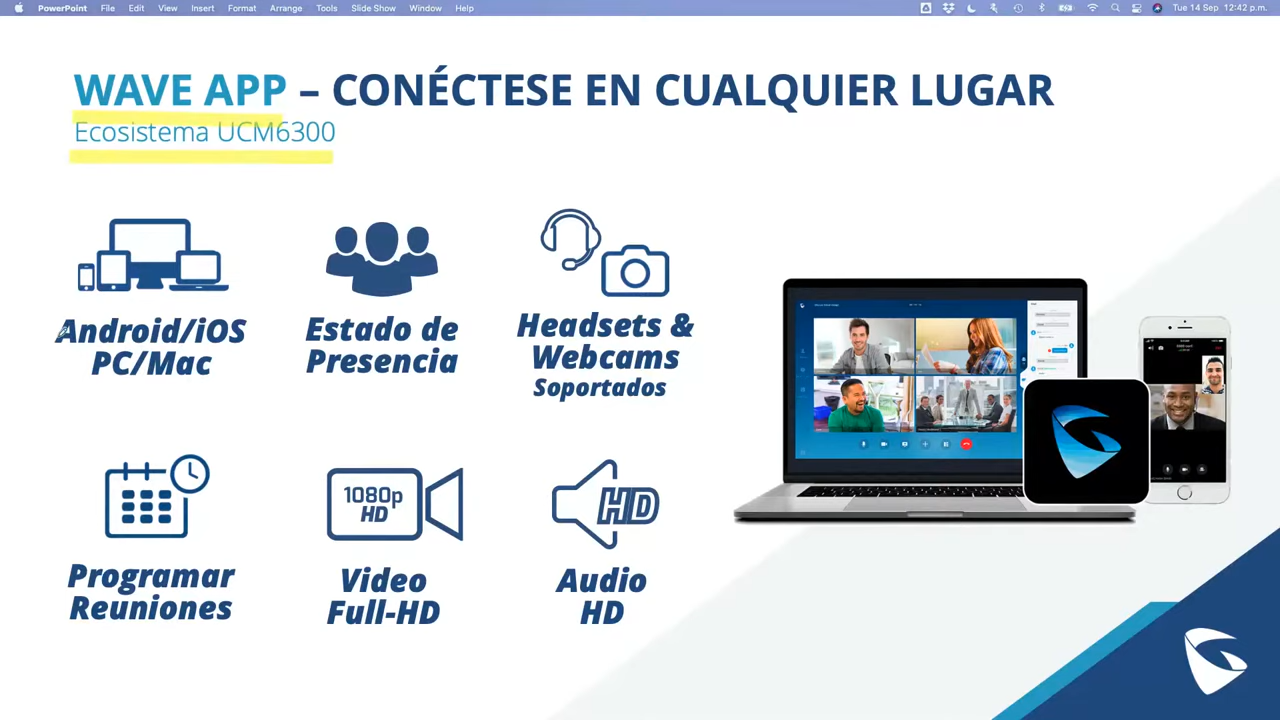 PowerPoint File Edit View Insert Format Arrange Tools Slide Show Window Help Tue 14 Sep 12:42 p.m.
WAVE APP – CONÉCTESE EN CUALQUIER LUGAR
Ecosistema UCM6300
Android/iOS
PC/Mac
Estado de
Presencia
Headsets &
Webcams
Soportados
Programar
Reuniones
1080p
HD
Video
Full-HD
HD
Audio
HD